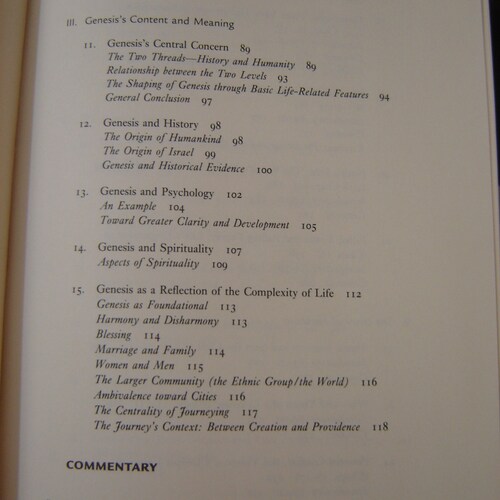 III. Genesis's Content and Meaning
11. Genesis's Central Concern 89
The Two Threads—History and Humanity 89
Relationship between the Two Levels 93
The Shaping of Genesis through Basic Life-Related Features 94
General Conclusion 97
12. Genesis and History 98
The Origin of Humankind 98
The Origin of Israel 99
Genesis and Historical Evidence 100
13. Genesis and Psychology 102
An Example 104
Toward Greater Clarity and Development 105
14. Genesis and Spirituality 107
Aspects of Spirituality 109
15. Genesis as a Reflection of the Complexity of Life 112
Genesis as Foundational 113
Harmony and Disharmony 113
Blessing 114
Marriage and Family 114
Women and Men 115
The Larger Community (the Ethnic Group/the World) 116
Ambivalence toward Cities 116
The Centrality of Journeying 117
The Journey's Context: Between Creation and Providence 118
COMMENTARY